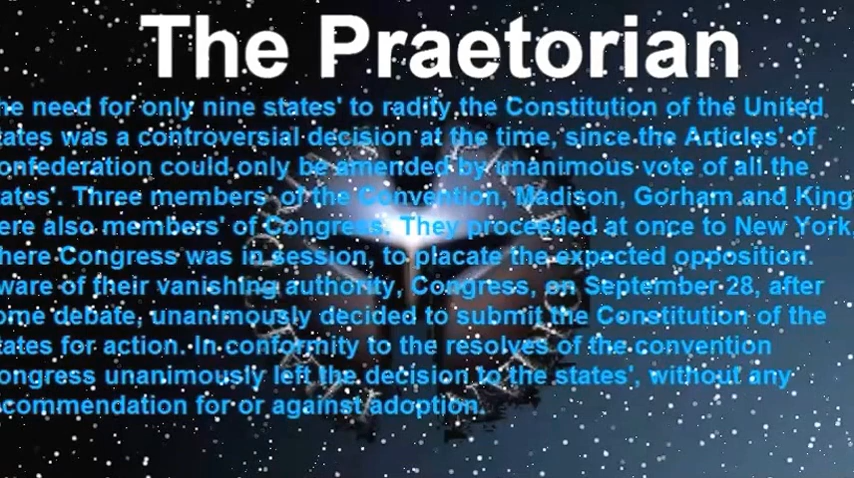 The Praetorian
he need for only nine states' to radify the Constitution of the United
tates was a controversial decision at the time, since the Articles' of
onfederation could only be amended by unanimous vote of all the
tates'. Three members' of the Convention, Madison, Gorham and King
ere also members' of Congress. They proceeded at once to New York,
here Congress was in session, to placate the expected opposition.
ware of their vanishing authority, Congress, on September 28, after
ome debate, unanimously decided to submit the Constitution of the
tates for action. In conformity to the resolves of the convention
ongress unanimously left the decision to the states', without any
commendation for or against adoption.